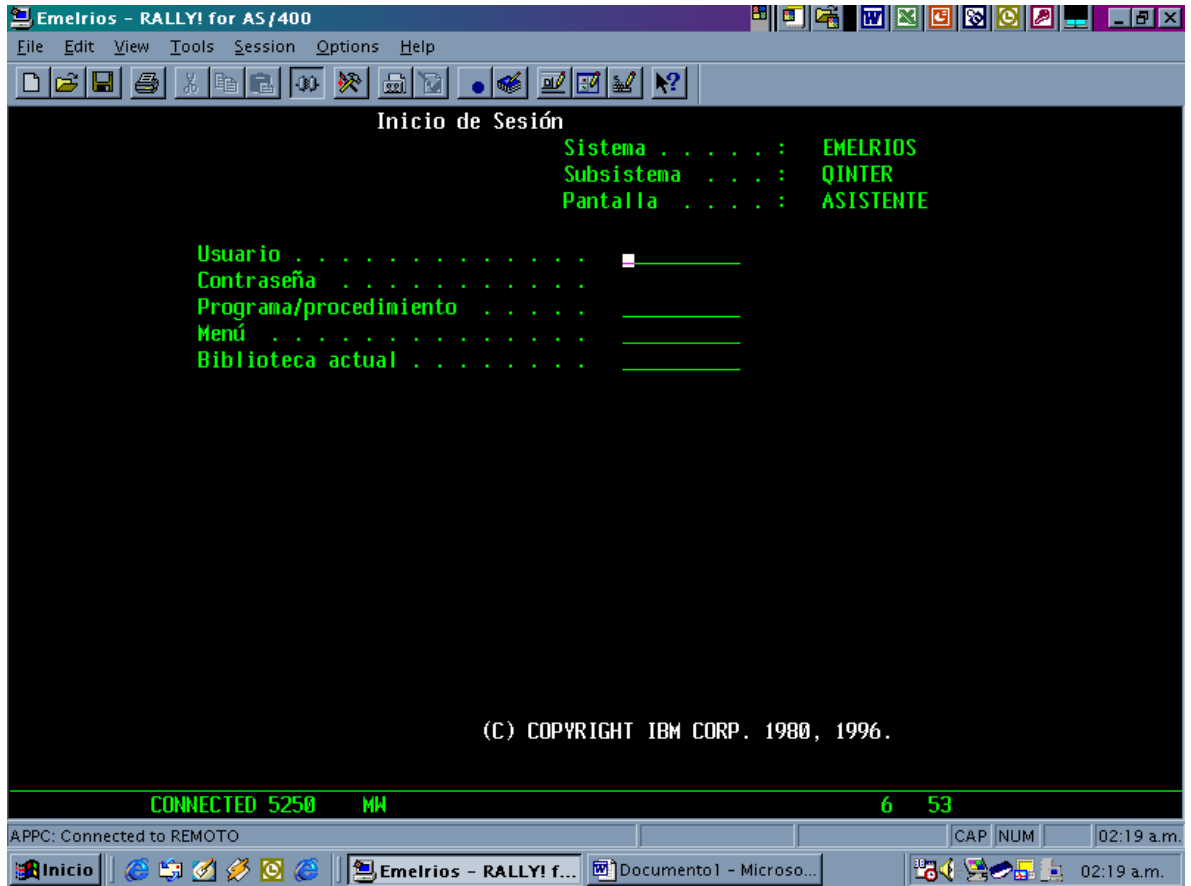 Emelrios - RALLY! for AS/400
File Edit View Tools Session Options Help
Inicio de Sesión
Sistema . . . . . : EMELRIOS
Subsistema . . . : QINTER
Pantalla . . . . : ASISTENTE
Usuario . . . . . . . . . . . . .
Contraseña . . . . . . . . . . .
Programa/procedimiento . . . . .
Menú . . . . . . . . . . . . . .
Biblioteca actual . . . . . . . .
(C) COPYRIGHT IBM CORP. 1980, 1996.
CONNECTED 5250 MW 6 53
APPC: Connected to REMOTO CAP NUM 02:19 a.m.
Inicio Emelrios - RALLY! f... Documento1 - Microso... 02:19 a.m.